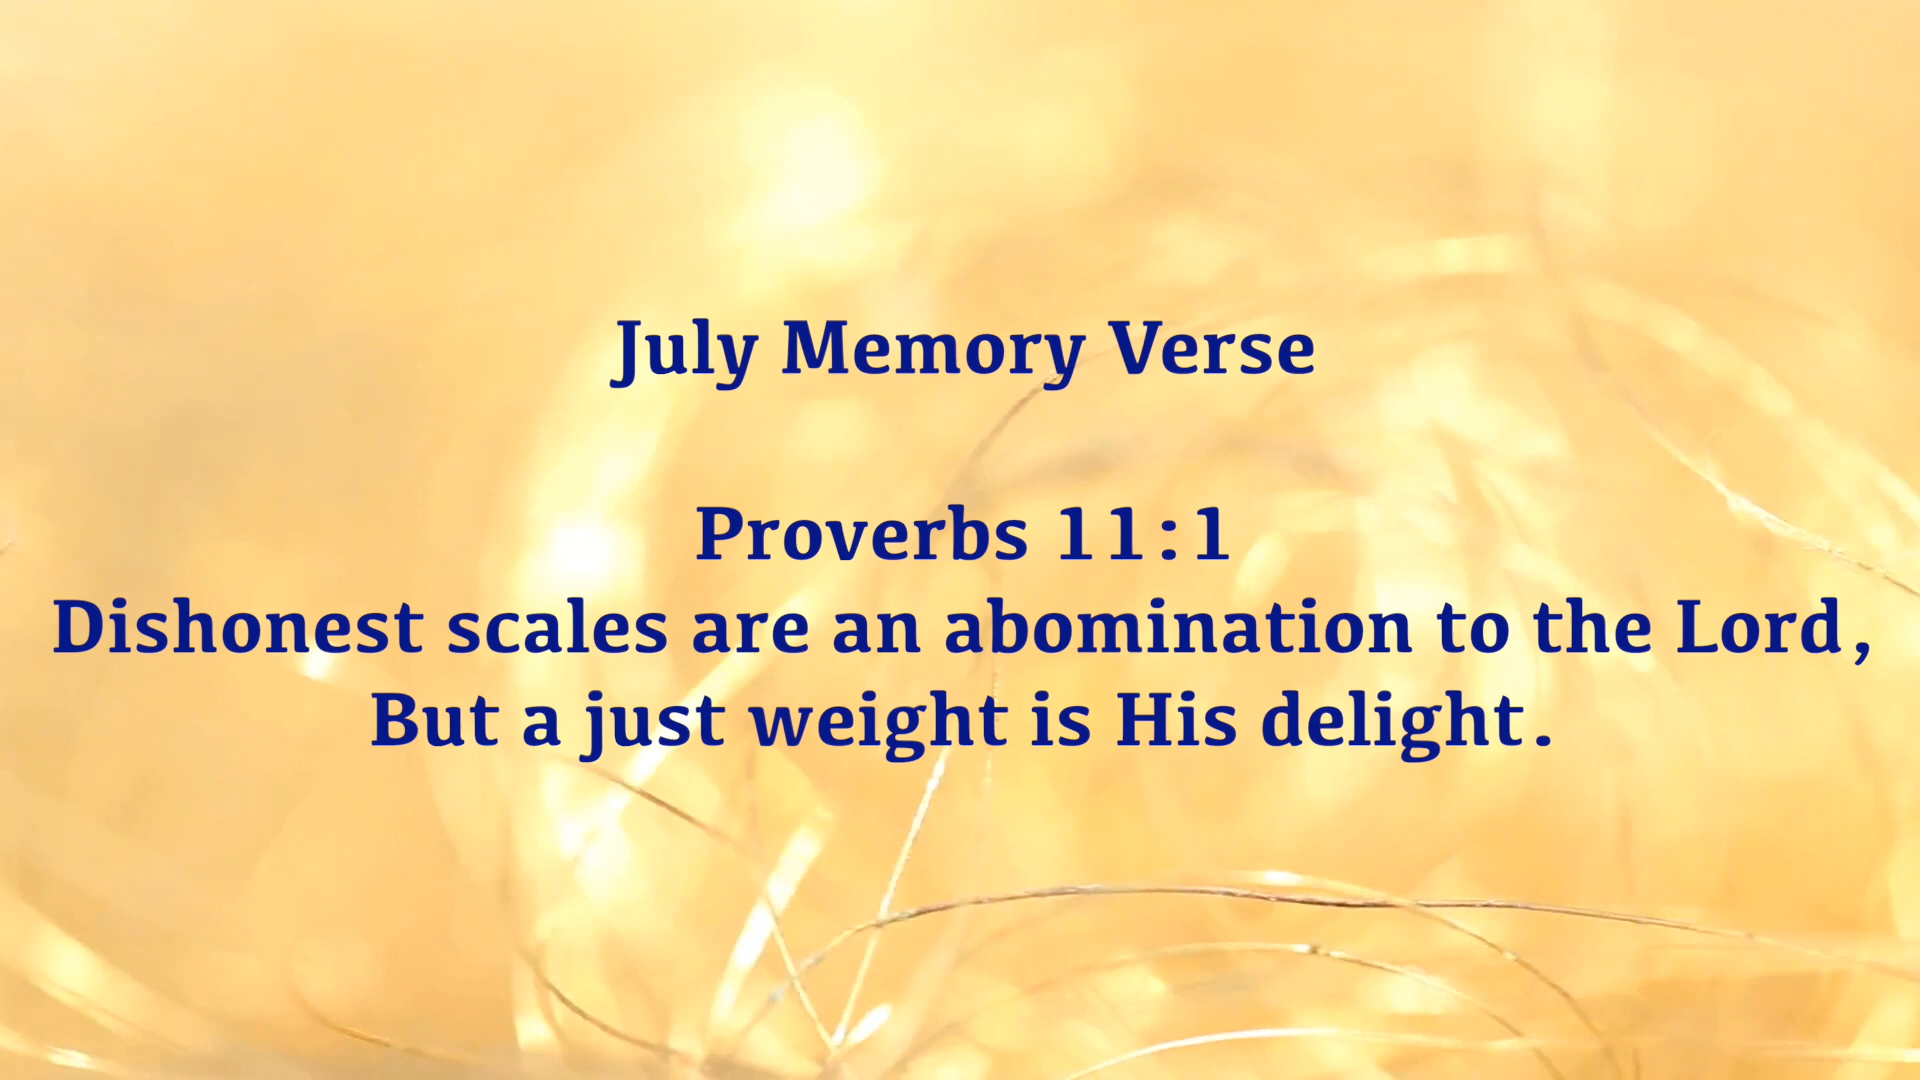 July Memory Verse
Proverbs 11:1
Dishonest scales are an abomination to the Lord,
But a just weight is His delight.